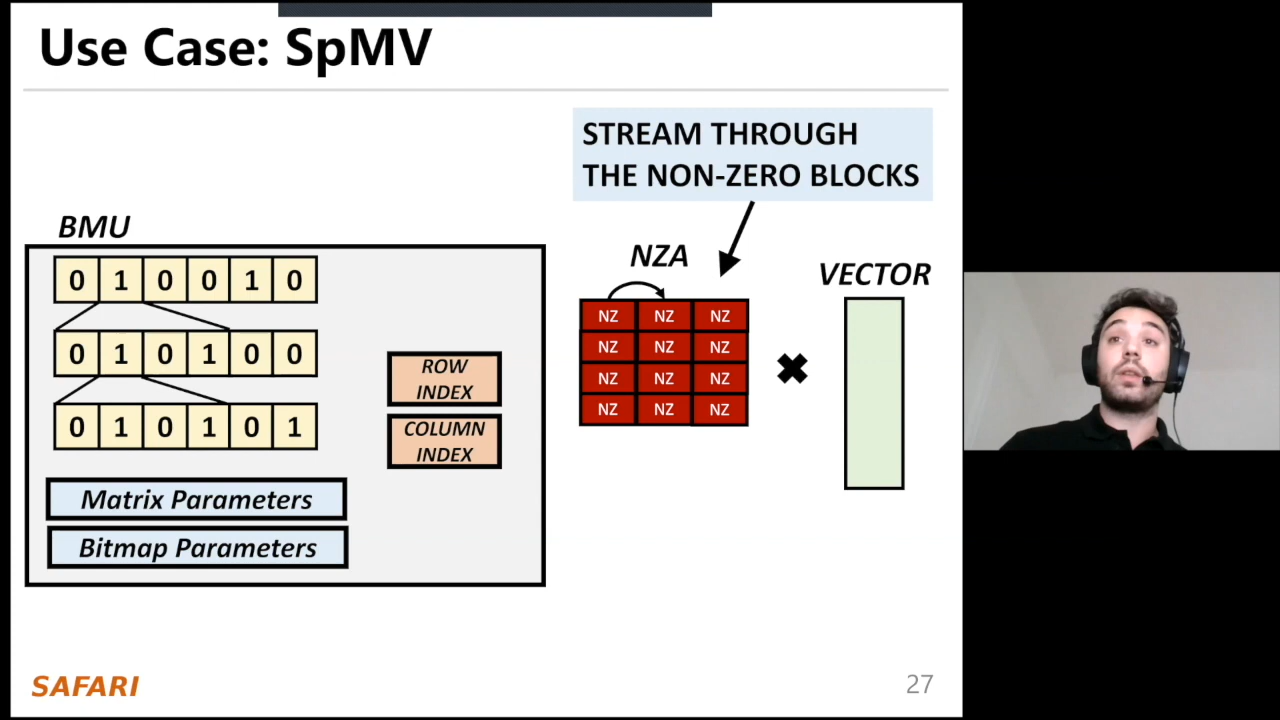 Use Case: SpMV
STREAM THROUGH
THE NON-ZERO BLOCKS
BMU
0 1 0 0 1 0
0 1 0 1 0 0
0 1 0 1 0 1
ROW
INDEX
COLUMN
INDEX
Matrix Parameters
Bitmap Parameters
NZA
NZ NZ NZ
NZ NZ NZ
NZ NZ NZ
NZ NZ NZ
VECTOR
SAFARI
27